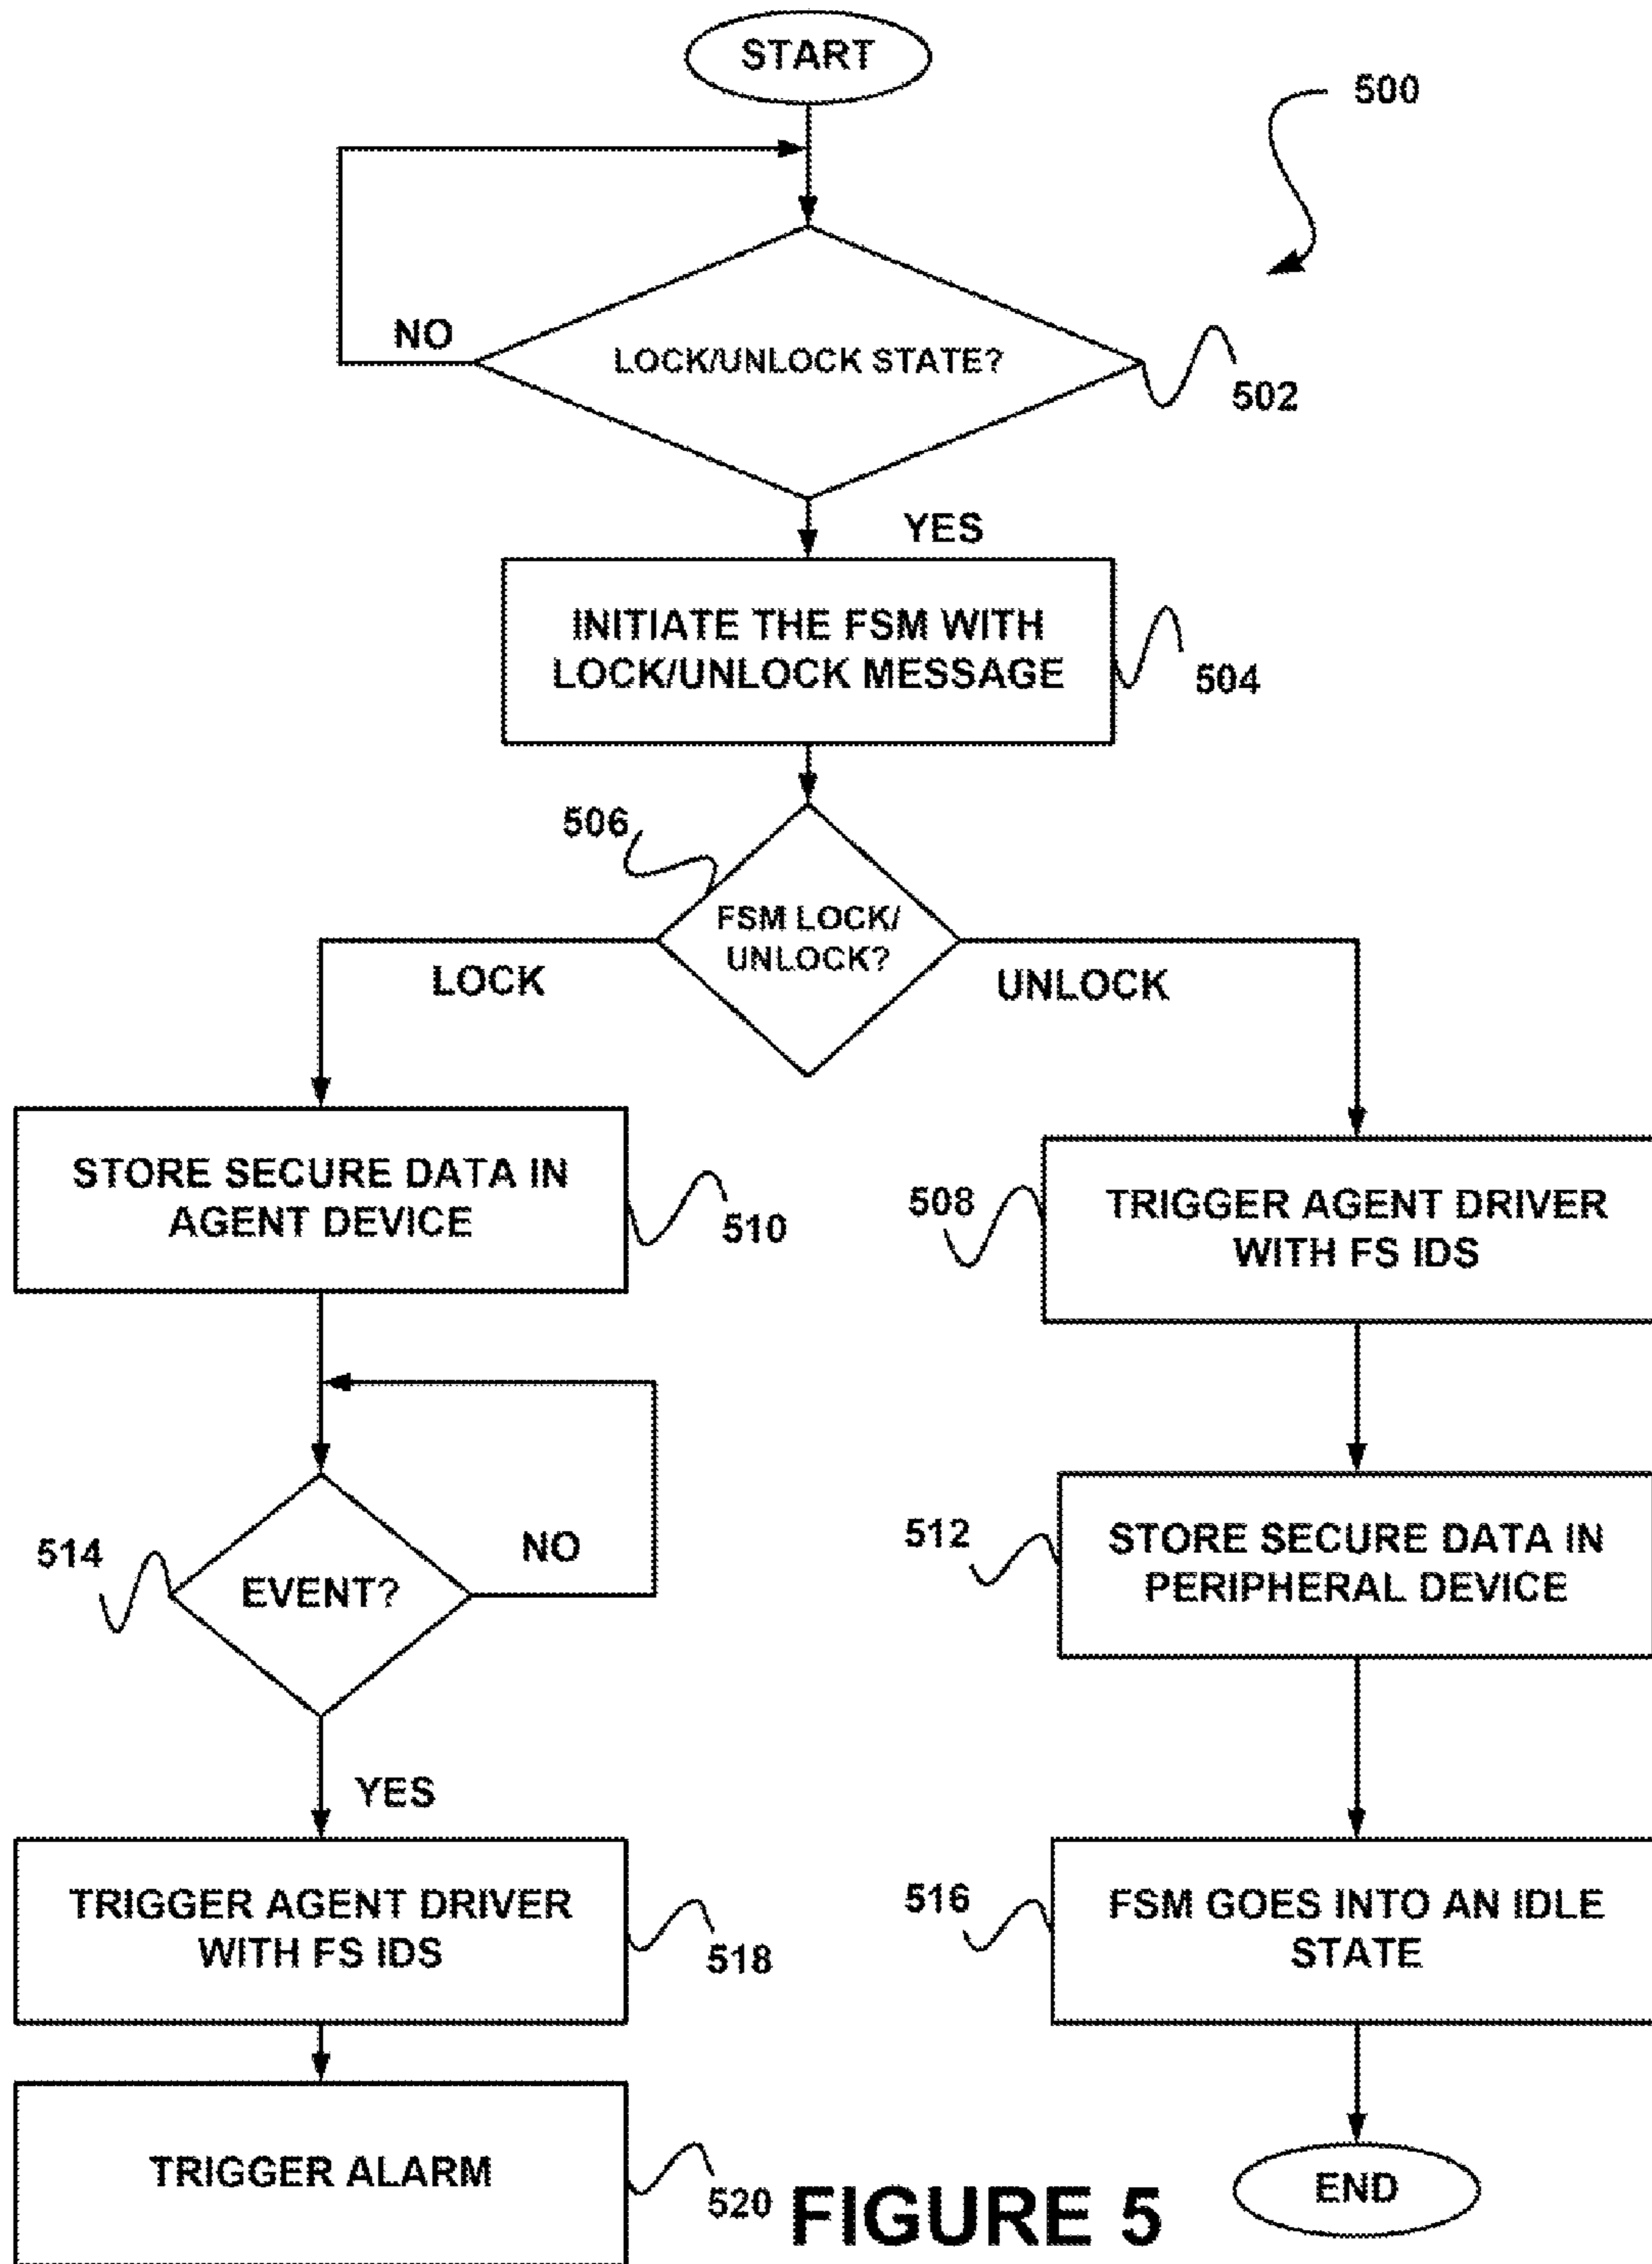 START
500
NO
LOCK/UNLOCK STATE?
502
YES
INITIATE THE FSM WITH
LOCK/UNLOCK MESSAGE
504
506
FSM LOCK/
UNLOCK?
LOCK
UNLOCK
STORE SECURE DATA IN
AGENT DEVICE
510
508
TRIGGER AGENT DRIVER
WITH FS IDS
514
EVENT?
NO
512
STORE SECURE DATA IN
PERIPHERAL DEVICE
YES
TRIGGER AGENT DRIVER
WITH FS IDS
518
516
FSM GOES INTO AN IDLE
STATE
TRIGGER ALARM
520
FIGURE 5
END